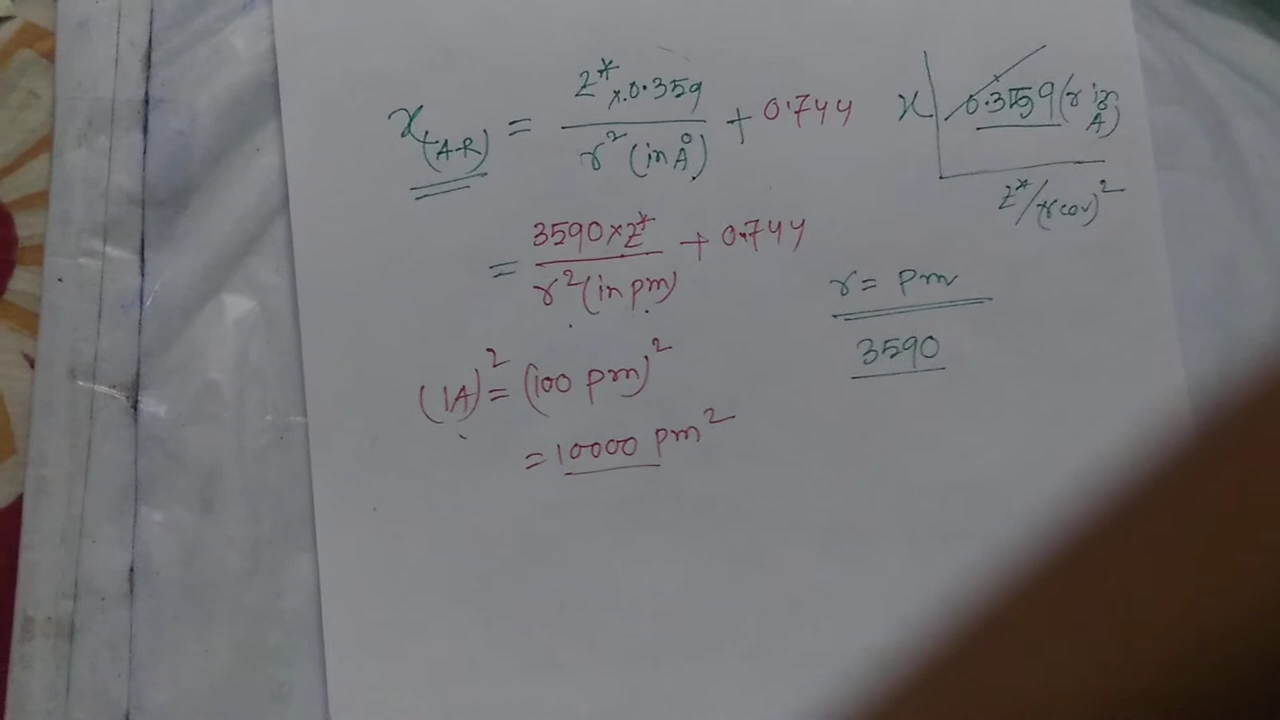 x(A-R) = Z* x 0.359 / r² (in Å) + 0.744
= 3590 × Z* / r² (in pm) + 0.744
(1A)² = (100 pm)²
= 10000 pm²
x
0.359 (r in A)
Z*/(r cov)²
r = pm
3590